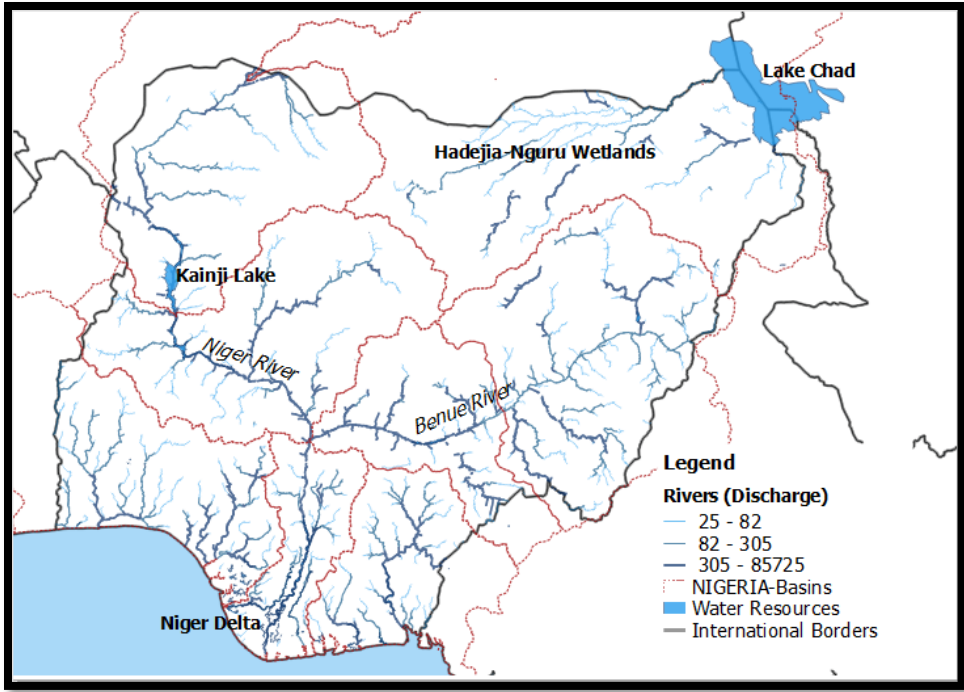 Lake Chad
Hadejia-Nguru Wetlands
Kainji Lake
Niger River
Benue River
Niger Delta
Legend
Rivers (Discharge)
25 - 82
82 - 305
305 - 85725
NIGERIA-Basins
Water Resources
International Borders